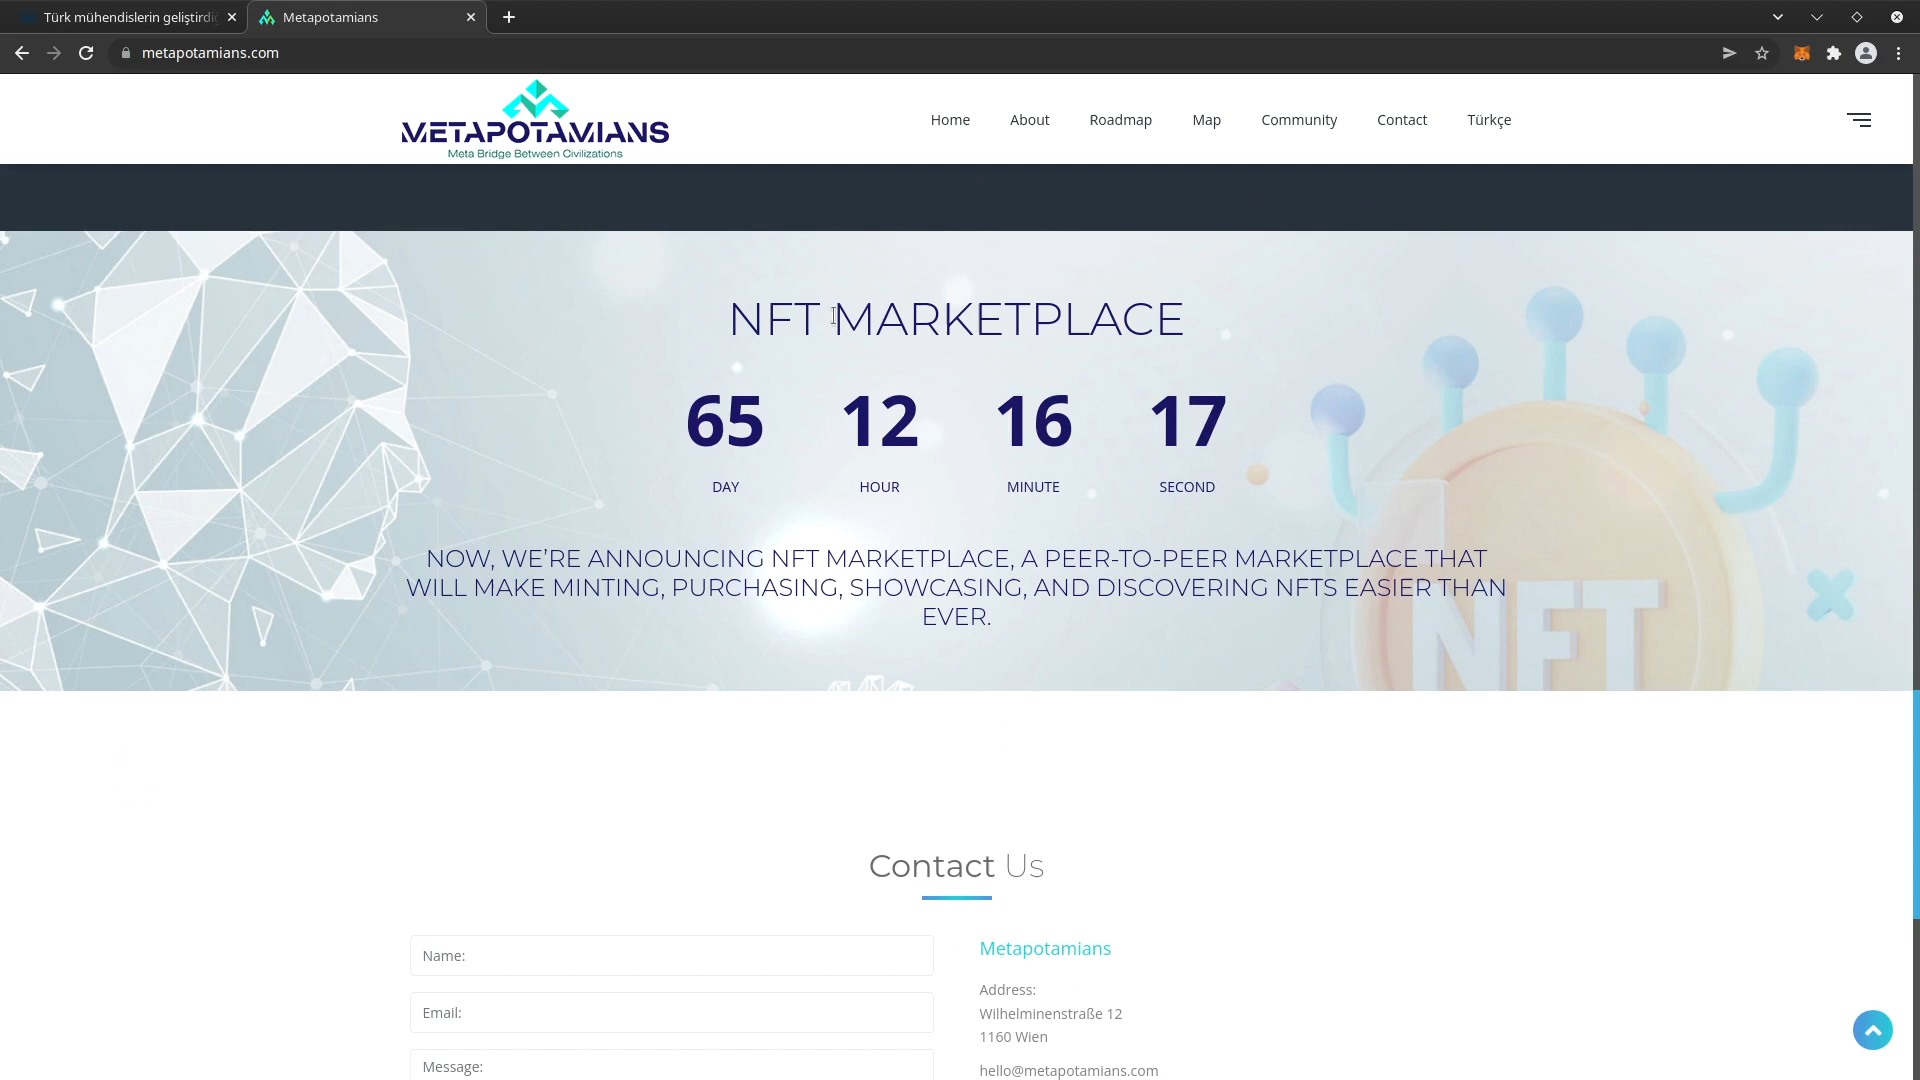 Türk mühendislerin geliştirdiğ
Metapotamians
metapotamians.com
METAPOTAMIANS
Meta Bridge Between Civilizations
Home
About
Roadmap
Map
Community
Contact
Türkçe
NFT MARKETPLACE
65
12
16
17
DAY
HOUR
MINUTE
SECOND
NOW, WE’RE ANNOUNCING NFT MARKETPLACE, A PEER-TO-PEER MARKETPLACE THAT
WILL MAKE MINTING, PURCHASING, SHOWCASING, AND DISCOVERING NFTS EASIER THAN
EVER.
NFT
Contact Us
Name:
Email:
Message:
Metapotamians
Address:
Wilhelminenstraße 12
1160 Wien
hello@metapotamians.com